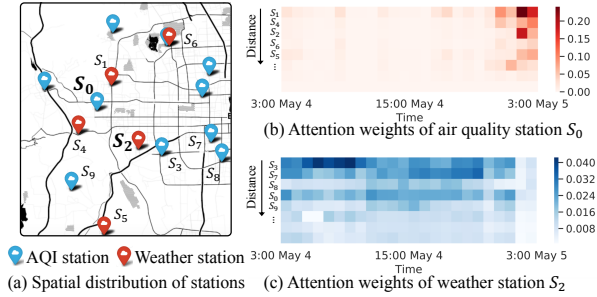 S6
S1
S0
S2
S4
S3
S7
S8
S9
S5
AQI station
Weather station
(a) Spatial distribution of stations
Distance
S1
S4
S2
S6
S5
⋮
3:00 May 4
15:00 May 4
3:00 May 5
Time
0.20
0.15
0.10
0.05
0.00
(b) Attention weights of air quality station S0
Distance
S3
S7
S8
S0
S9
⋮
3:00 May 4
15:00 May 4
3:00 May 5
Time
0.040
0.032
0.024
0.016
0.008
(c) Attention weights of weather station S2